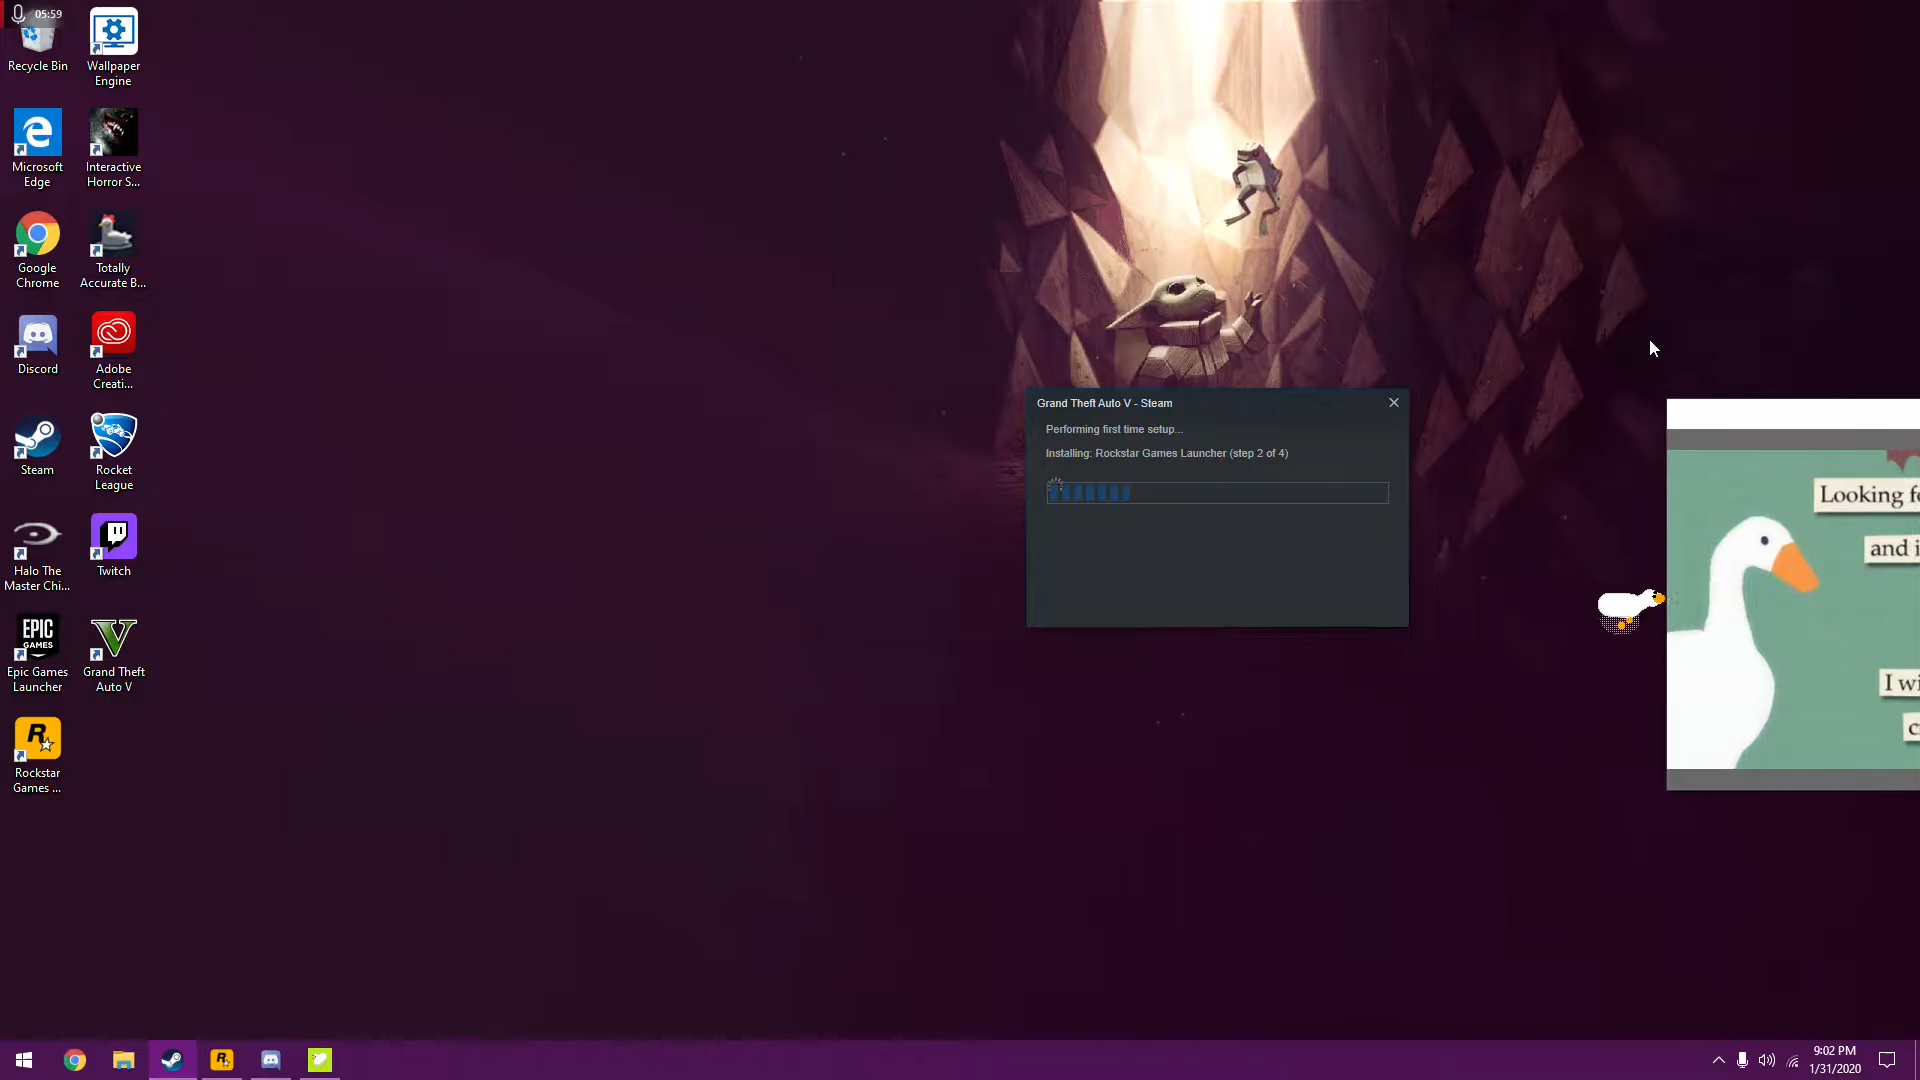 05:59
Recycle Bin
Wallpaper
Engine
Microsoft
Edge
Interactive
Horror S...
Google
Chrome
Totally
Accurate B...
Discord
Adobe
Creati...
Steam
Rocket
League
Halo The
Master Chi...
Twitch
EPIC
GAMES
Epic Games
Launcher
V
Grand Theft
Auto V
R
Rockstar
Games ...
Grand Theft Auto V - Steam
Performing first time setup...
Installing: Rockstar Games Launcher (step 2 of 4)
Looking
and
I
R
9:02 PM
1/31/2020